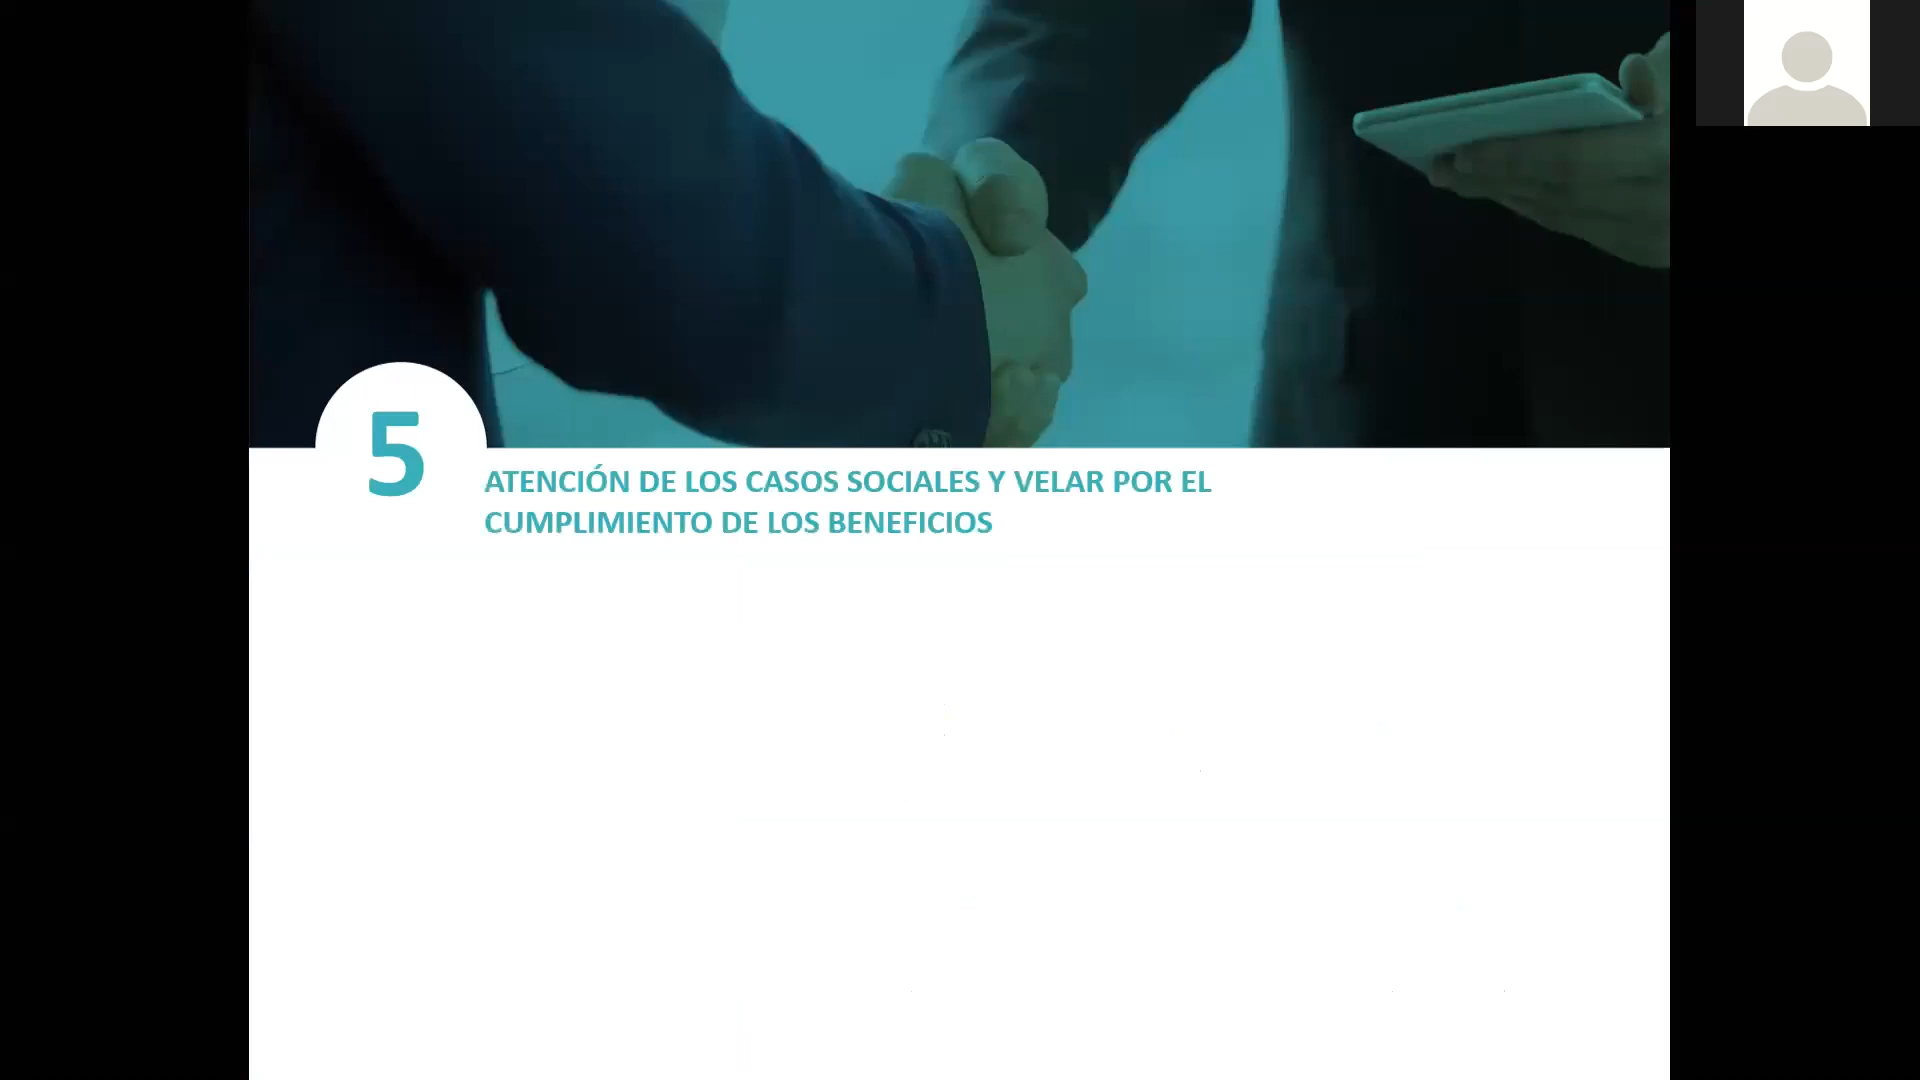 5
ATENCIÓN DE LOS CASOS SOCIALES Y VELAR POR EL
CUMPLIMIENTO DE LOS BENEFICIOS